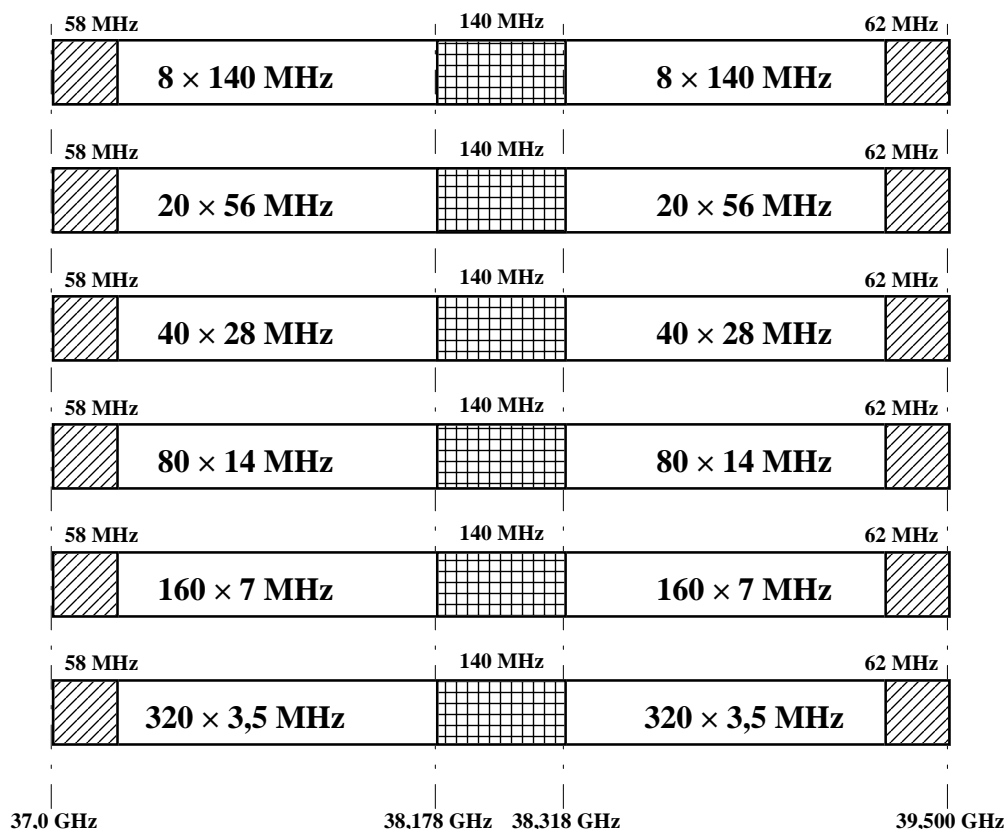 58 MHz 140 MHz 62 MHz
8 × 140 MHz 8 × 140 MHz
58 MHz 140 MHz 62 MHz
20 × 56 MHz 20 × 56 MHz
58 MHz 140 MHz 62 MHz
40 × 28 MHz 40 × 28 MHz
58 MHz 140 MHz 62 MHz
80 × 14 MHz 80 × 14 MHz
58 MHz 140 MHz 62 MHz
160 × 7 MHz 160 × 7 MHz
58 MHz 140 MHz 62 MHz
320 × 3,5 MHz 320 × 3,5 MHz
37,0 GHz 38,178 GHz 38,318 GHz 39,500 GHz